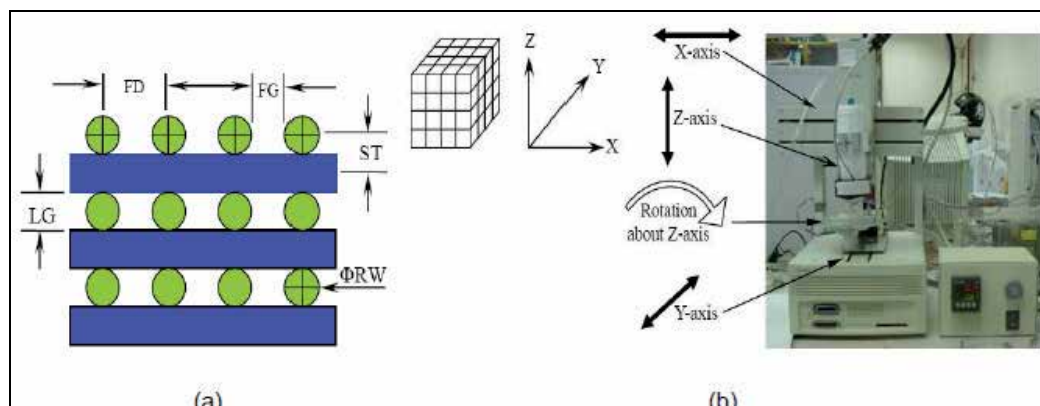 FD
FG
ST
LG
ΦRW
Z
Y
X
X-axis
Z-axis
Rotation
about Z-axis
Y-axis
(a)
(b)